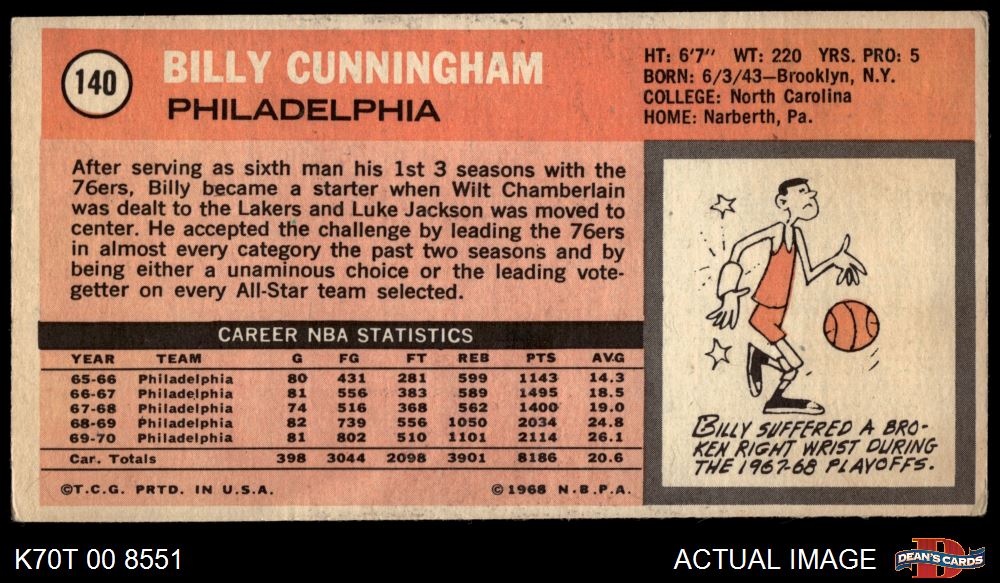 140
BILLY CUNNINGHAM
PHILADELPHIA
HT: 6'7" WT: 220 YRS. PRO: 5
BORN: 6/3/43—Brooklyn, N.Y.
COLLEGE: North Carolina
HOME: Narberth, Pa.
After serving as sixth man his 1st 3 seasons with the
76ers, Billy became a starter when Wilt Chamberlain
was dealt to the Lakers and Luke Jackson was moved to
center. He accepted the challenge by leading the 76ers
in almost every category the past two seasons and by
being either a unaminous choice or the leading vote-
getter on every All-Star team selected.
CAREER NBA STATISTICS
YEAR TEAM G FG FT REB PTS AVG
65-66 Philadelphia 80 431 281 599 1143 14.3
66-67 Philadelphia 81 556 383 589 1495 18.5
67-68 Philadelphia 74 516 368 562 1400 19.0
68-69 Philadelphia 82 739 556 1050 2034 24.8
69-70 Philadelphia 81 802 510 1101 2114 26.1
Car. Totals 398 3044 2098 3901 8186 20.6
©T.C.G. PRTD. IN U.S.A. ©1968 N.B.P.A.
BILLY SUFFERED A BRO-
KEN RIGHT WRIST DURING
THE 1967-68 PLAYOFFS.
K70T 00 8551
ACTUAL IMAGE
D
DEAN'S CARDS